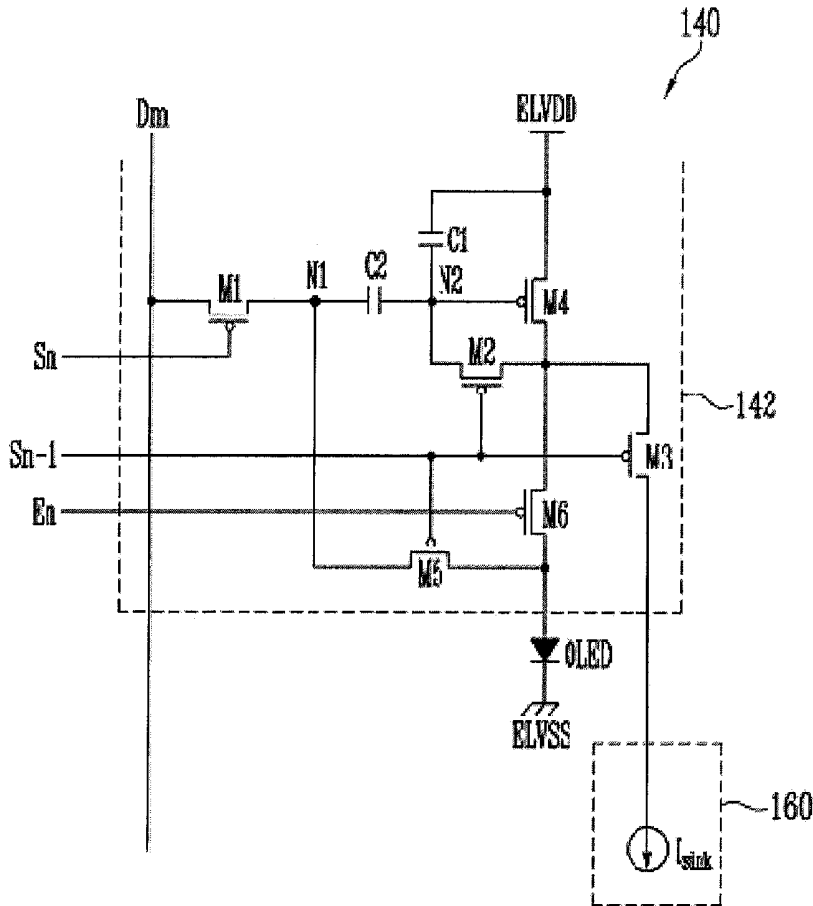 140
Dm
ELVDD
C1
C2
N1
N2
M1
M4
Sn
M2
142
Sn-1
M3
En
M6
M5
OLED
ELVSS
160
Isink